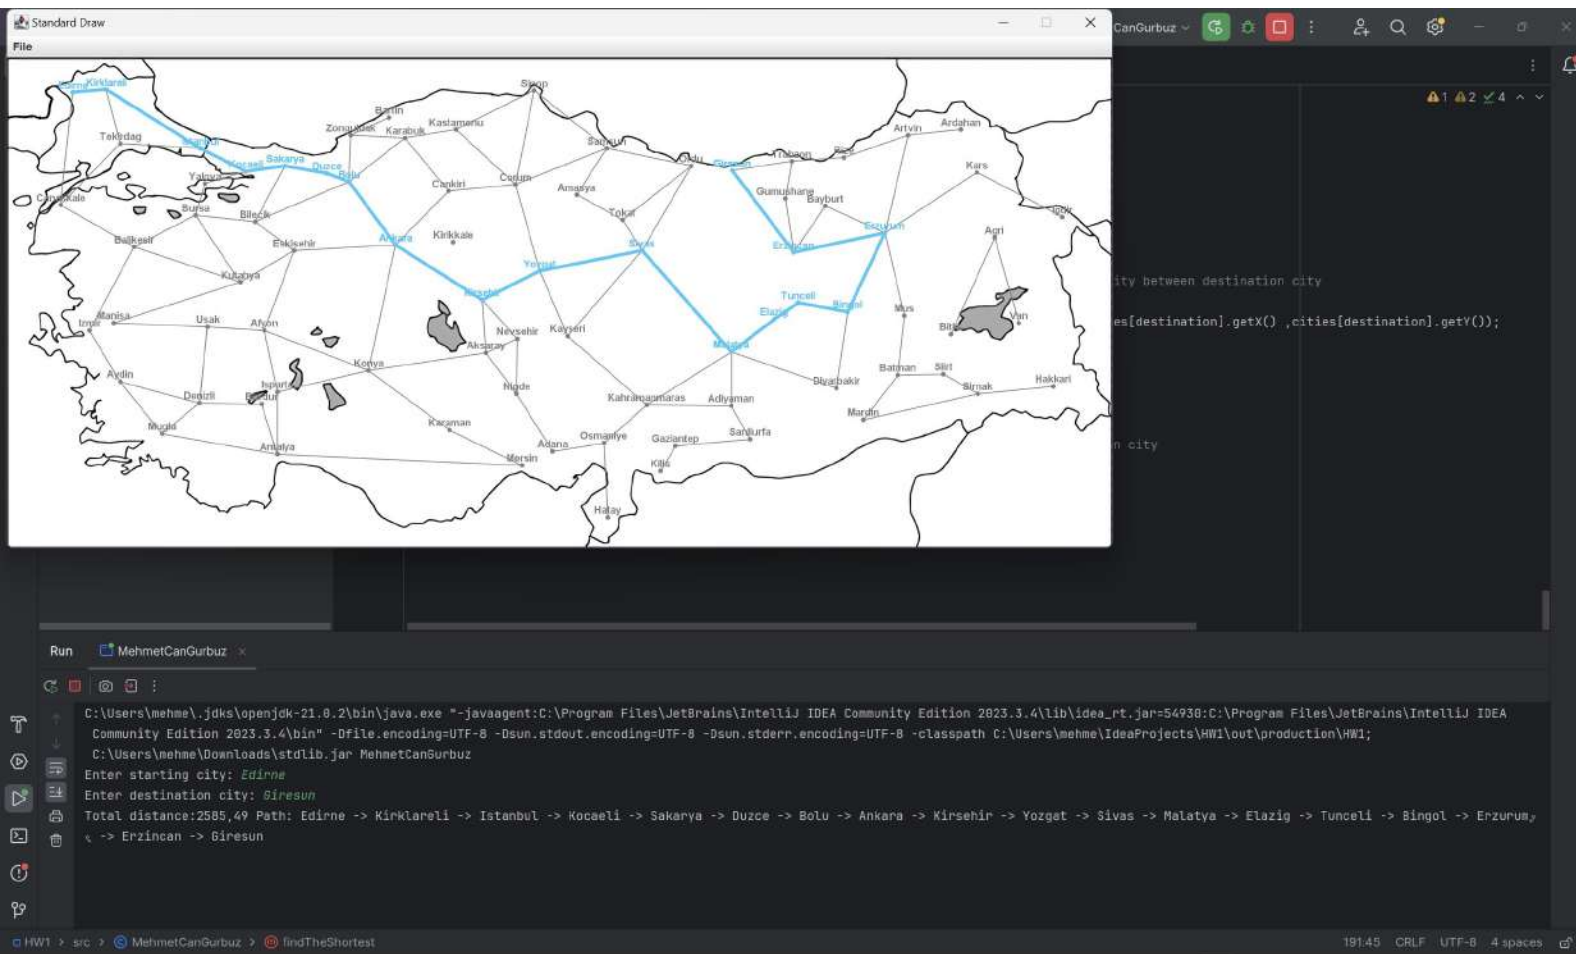 Standard Draw
CanGurbuz
File
1 2 4
Edirne Kirklareli
Sinop
Bartin
Zonguldak Karabuk Kastamonu
Artvin Ardahan
Tekirdag
Istanbul
Samsun
Kocaeli Sakarya Duzce
Bolu
Ordu Giresun Trabzon Rize
Kars
Yalova
Cankiri
Corum
Amasya
Gumushane
Bayburt
Canakkale
Bursa
Bilecik
Tokat
Igdir
Balikesir
Eskisehir
Ankara
Kirikkale
Sivas
Erzincan
Erzurum
Agri
Kutahya
Yozgat
ity between destination city
Kirsehir
Tunceli
Bingol
Elazig
Mus
Van
Izmir
Manisa
Usak
Afyon
Nevsehir
Kayseri
es[destination].getX() ,cities[destination].getY());
Aksaray
Malatya
Konya
Aydin
Isparta
Nigde
Diyarbakir
Batman
Siirt
Sirnak
Hakkari
Denizli
Burdur
Kahramanmaras
Adiyaman
Mardin
Mugla
Karaman
Antalya
Mersin
Adana
Osmaniye
Gaziantep
Sanliurfa
n city
Kilis
Hatay
Run MehmetCanGurbuz
C:\Users\mehme\.jdks\openjdk-21.0.2\bin\java.exe "-javaagent:C:\Program Files\JetBrains\IntelliJ IDEA Community Edition 2023.3.4\lib\idea_rt.jar=54930:C:\Program Files\JetBrains\IntelliJ IDEA
Community Edition 2023.3.4\bin" -Dfile.encoding=UTF-8 -Dsun.stdout.encoding=UTF-8 -Dsun.stderr.encoding=UTF-8 -classpath C:\Users\mehme\IdeaProjects\HW1\out\production\HW1;
C:\Users\mehme\Downloads\stdlib.jar MehmetCanGurbuz
Enter starting city: Edirne
Enter destination city: Giresun
Total distance:2585,49 Path: Edirne -> Kirklareli -> Istanbul -> Kocaeli -> Sakarya -> Duzce -> Bolu -> Ankara -> Kirsehir -> Yozgat -> Sivas -> Malatya -> Elazig -> Tunceli -> Bingol -> Erzurum
-> Erzincan -> Giresun
HW1 > src > MehmetCanGurbuz > findTheShortest
191:45 CRLF UTF-8 4 spaces